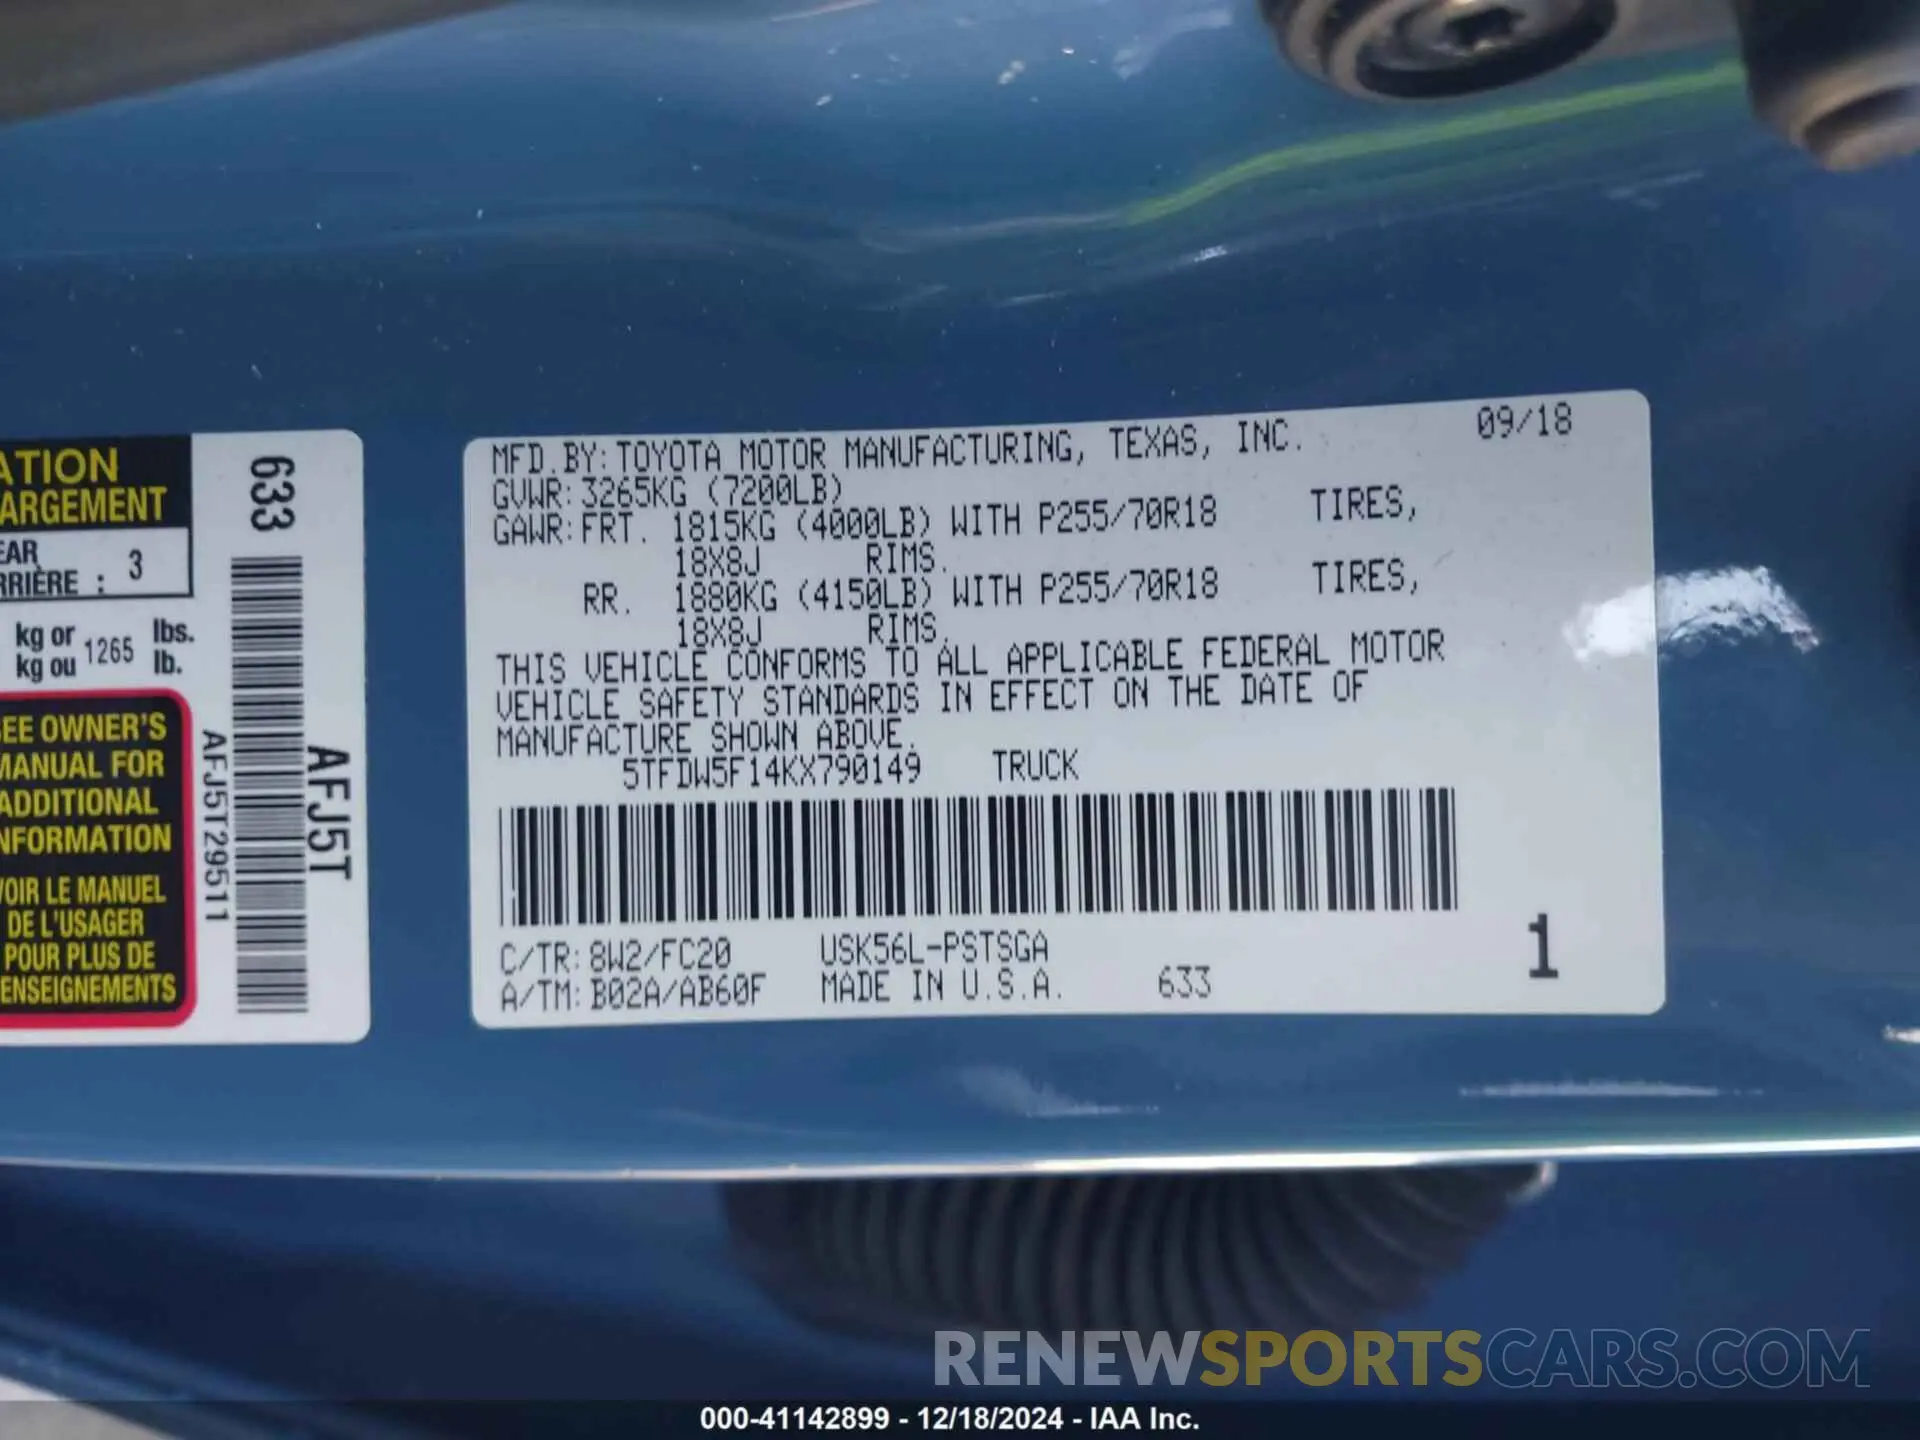 ATION
ARGEMENT
EAR
RRIÈRE : 3
kg or 1265 lbs.
kg ou lb.
SEE OWNER'S
MANUAL FOR
ADDITIONAL
INFORMATION
VOIR LE MANUEL
DE L'USAGER
POUR PLUS DE
RENSEIGNEMENTS
633
AFJ5T
AFJ5T29511
MFD.BY:TOYOTA MOTOR MANUFACTURING, TEXAS, INC. 09/18
GVWR:3265KG (7200LB)
GAWR:FRT. 1815KG (4000LB) WITH P255/70R18 TIRES,
18X8J RIMS.
RR. 1880KG (4150LB) WITH P255/70R18 TIRES,
18X8J RIMS.
THIS VEHICLE CONFORMS TO ALL APPLICABLE FEDERAL MOTOR
VEHICLE SAFETY STANDARDS IN EFFECT ON THE DATE OF
MANUFACTURE SHOWN ABOVE.
5TFDW5F14KX790149 TRUCK
C/TR:8W2/FC20 USK56L-PSTSGA
A/TM:B02A/AB60F MADE IN U.S.A. 633
1
RENEWSPORTSCARS.COM
000-41142899 - 12/18/2024 - IAA Inc.